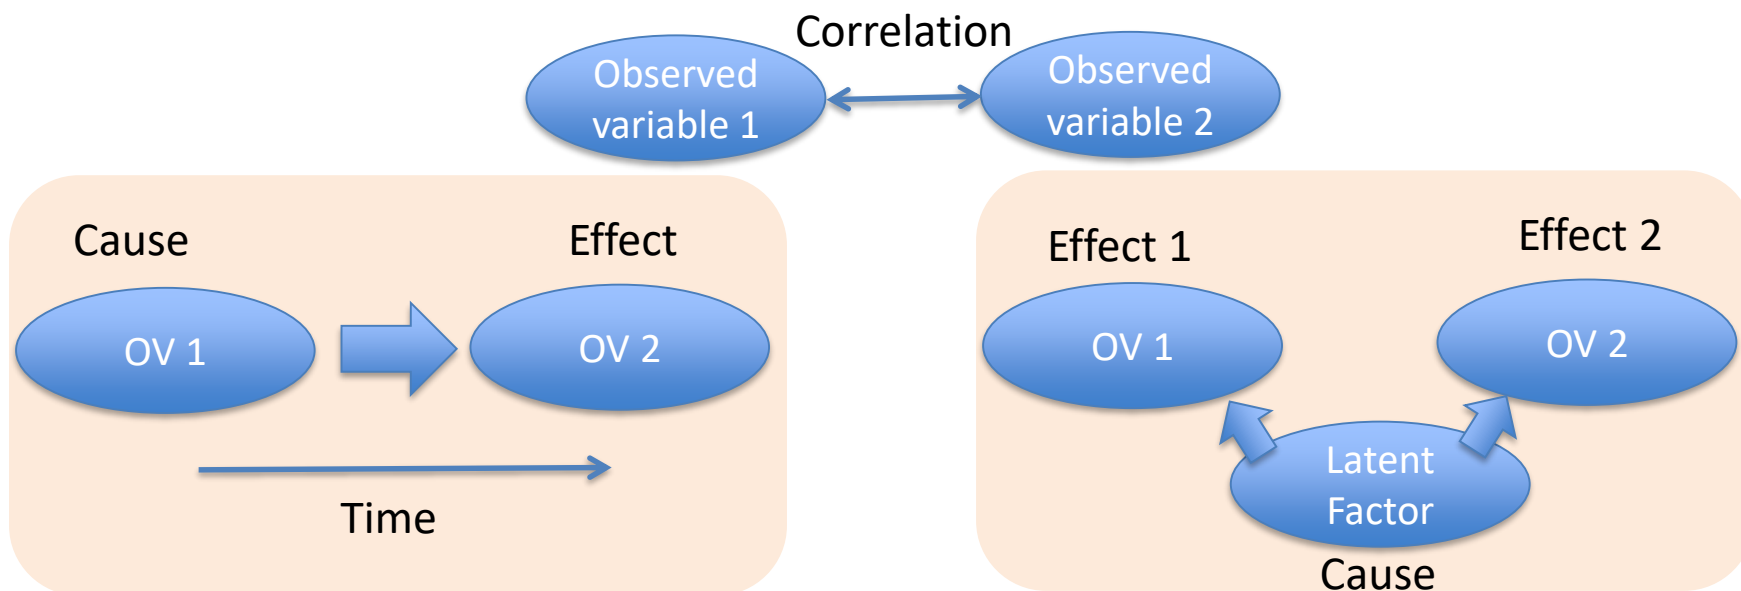 Correlation
Observed
variable 1
Observed
variable 2
Cause
Effect
OV 1
OV 2
Time
Effect 1
Effect 2
OV 1
OV 2
Latent
Factor
Cause